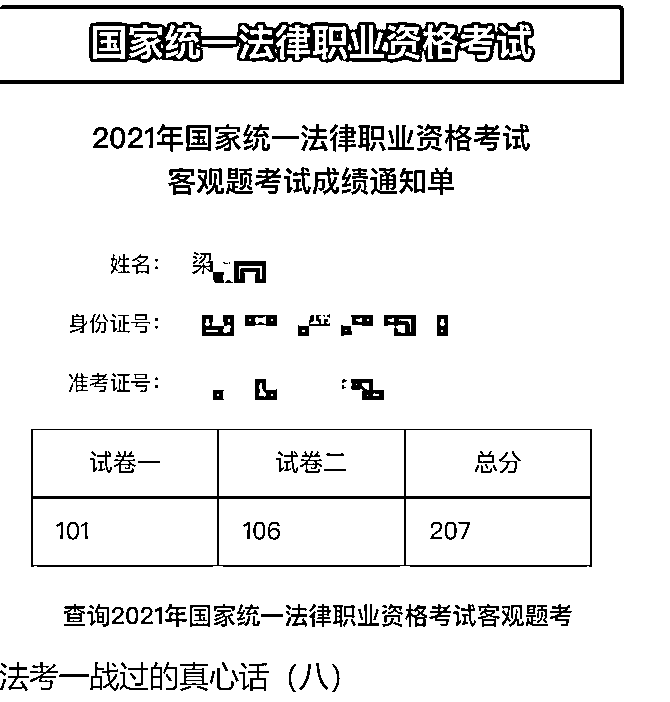 国家统一法律职业资格考试
2021年国家统一法律职业资格考试
客观题考试成绩通知单
姓名： 梁
身份证号：
准考证号：
试卷一 试卷二 总分
101 106 207
查询2021年国家统一法律职业资格考试客观题考
法考一战过的真心话（八）